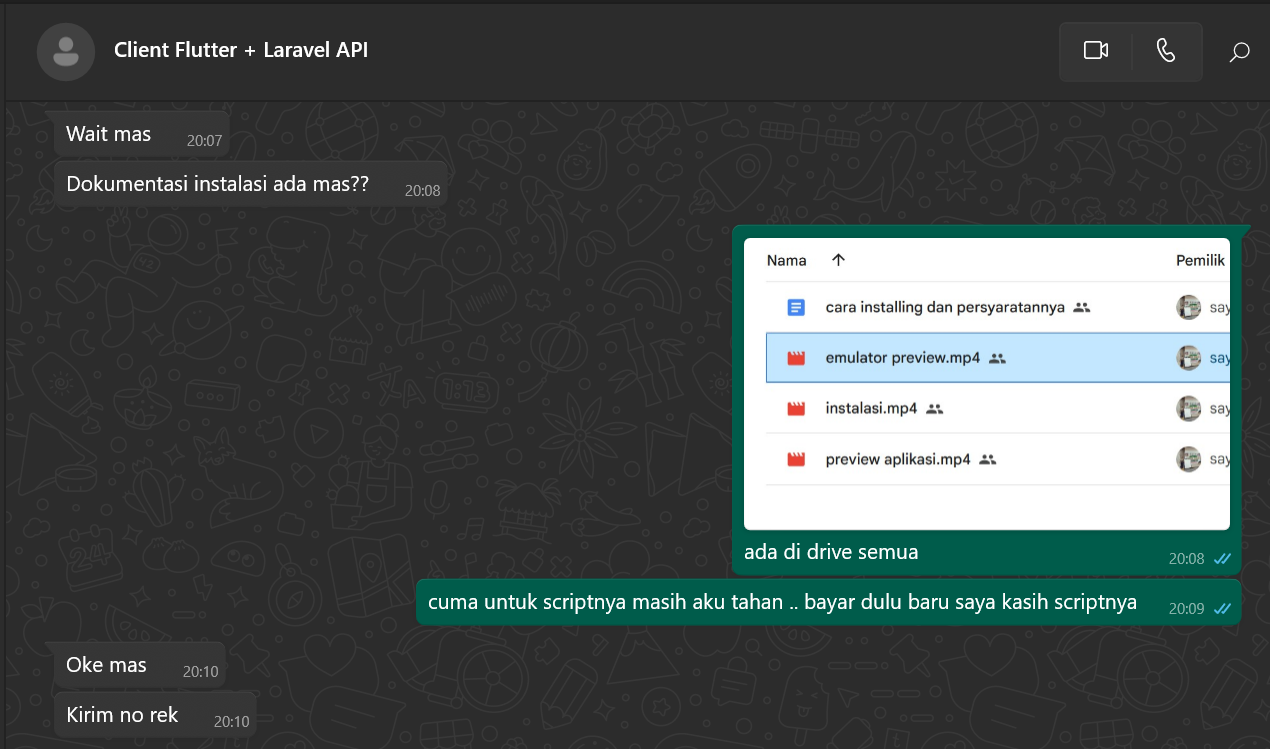 Client Flutter + Laravel API
Wait mas 20:07
Dokumentasi instalasi ada mas?? 20:08
Nama Pemilik
cara installing dan persyaratannya say
emulator preview.mp4 say
instalasi.mp4 say
preview aplikasi.mp4 say
ada di drive semua 20:08
cuma untuk scriptnya masih aku tahan .. bayar dulu baru saya kasih scriptnya 20:09
Oke mas 20:10
Kirim no rek 20:10